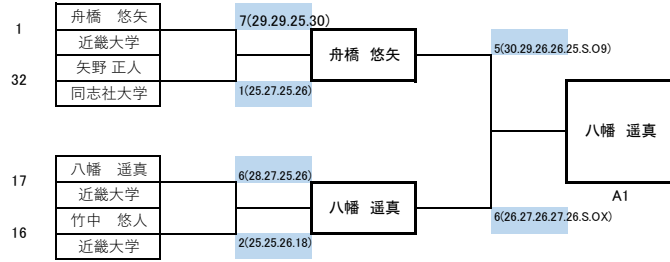 1
舟橋　悠矢
近畿大学
矢野 正人
32
同志社大学
7(29.29.25.30)
1(25.27.25.26)
舟橋 悠矢
5(30.29.26.26.25.S.O9)
17
八幡　遥真
近畿大学
竹中　悠人
16
近畿大学
6(28.27.25.26)
2(25.25.26.18)
八幡 遥真
6(26.27.26.27.26.S.OX)
八幡 遥真
A1